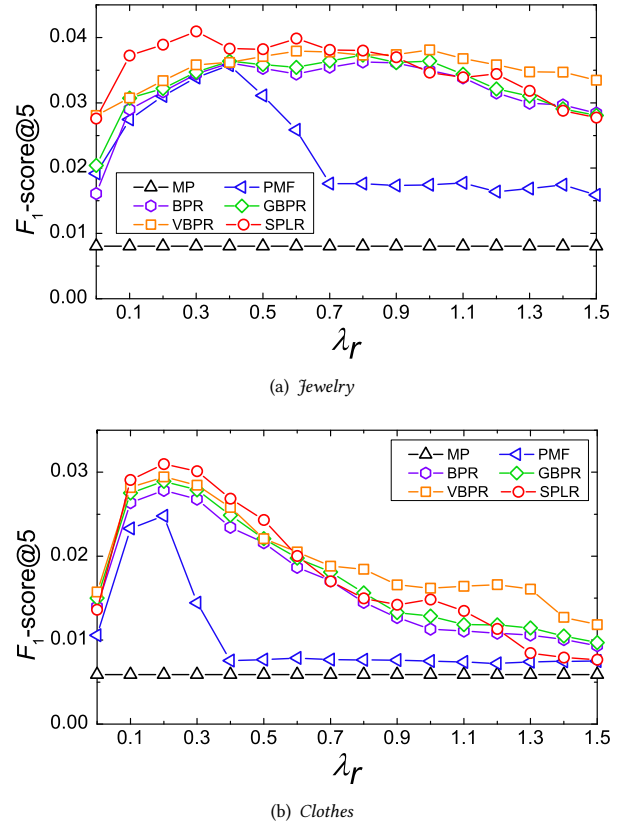 0.04
0.03
0.02
0.01
0.00
F1-score@5
MP PMF
BPR GBPR
VBPR SPLR
0.1 0.3 0.5 0.7 0.9 1.1 1.3 1.5
λr
(a) Jewelry
0.03
0.02
0.01
0.00
F1-score@5
MP PMF
BPR GBPR
VBPR SPLR
0.1 0.3 0.5 0.7 0.9 1.1 1.3 1.5
λr
(b) Clothes